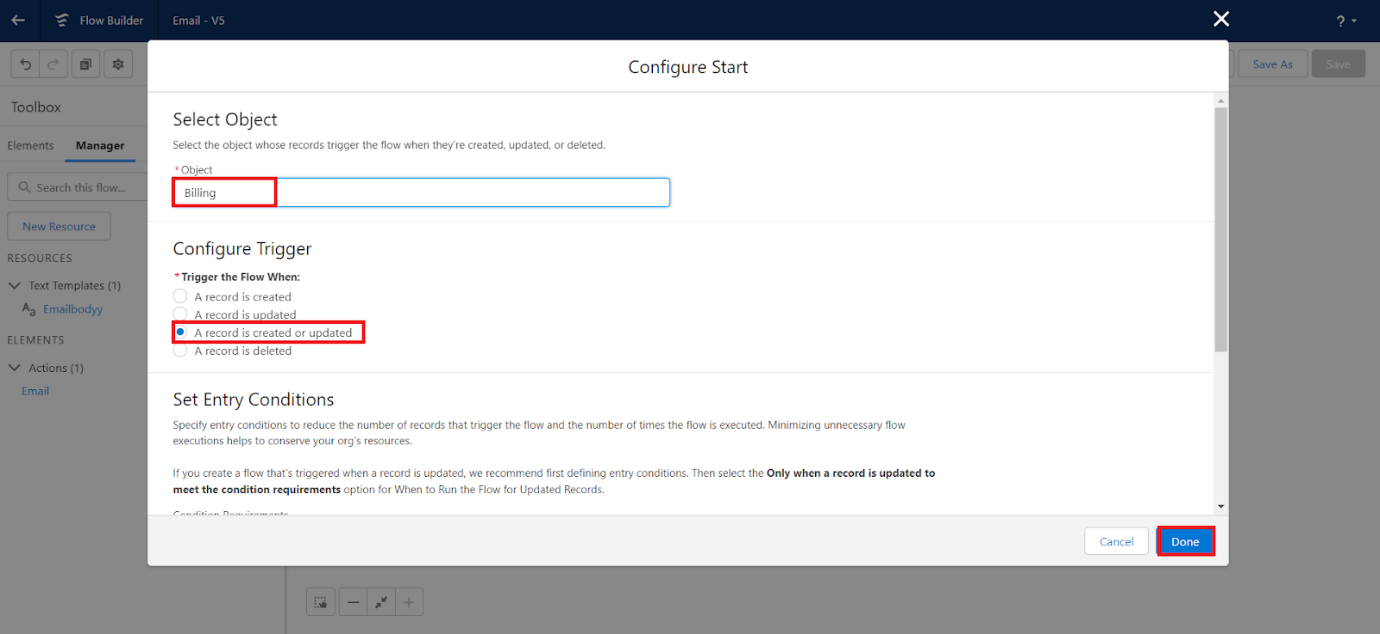 Flow Builder
Email - V5
?
Save As
Save
Configure Start
Toolbox
Elements
Manager
Search this flow...
New Resource
RESOURCES
Text Templates (1)
Aa
Emailbodyy
ELEMENTS
Actions (1)
Email
Select Object
Select the object whose records trigger the flow when they're created, updated, or deleted.
*Object
Billing
Configure Trigger
*Trigger the Flow When:
A record is created
A record is updated
A record is created or updated
A record is deleted
Set Entry Conditions
Specify entry conditions to reduce the number of records that trigger the flow and the number of times the flow is executed. Minimizing unnecessary flow
executions helps to conserve your org's resources.
If you create a flow that's triggered when a record is updated, we recommend first defining entry conditions. Then select the Only when a record is updated to
meet the condition requirements option for When to Run the Flow for Updated Records.
Condition Requirements
Cancel
Done